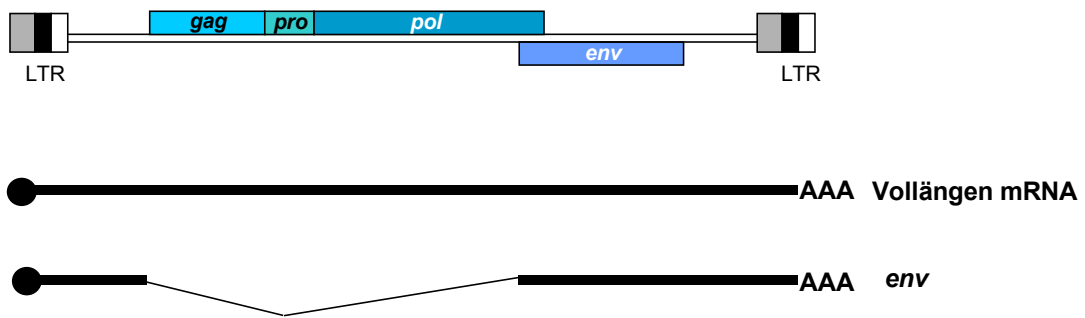 gag pro pol
env
LTR LTR
AAA Vollängen mRNA
AAA env